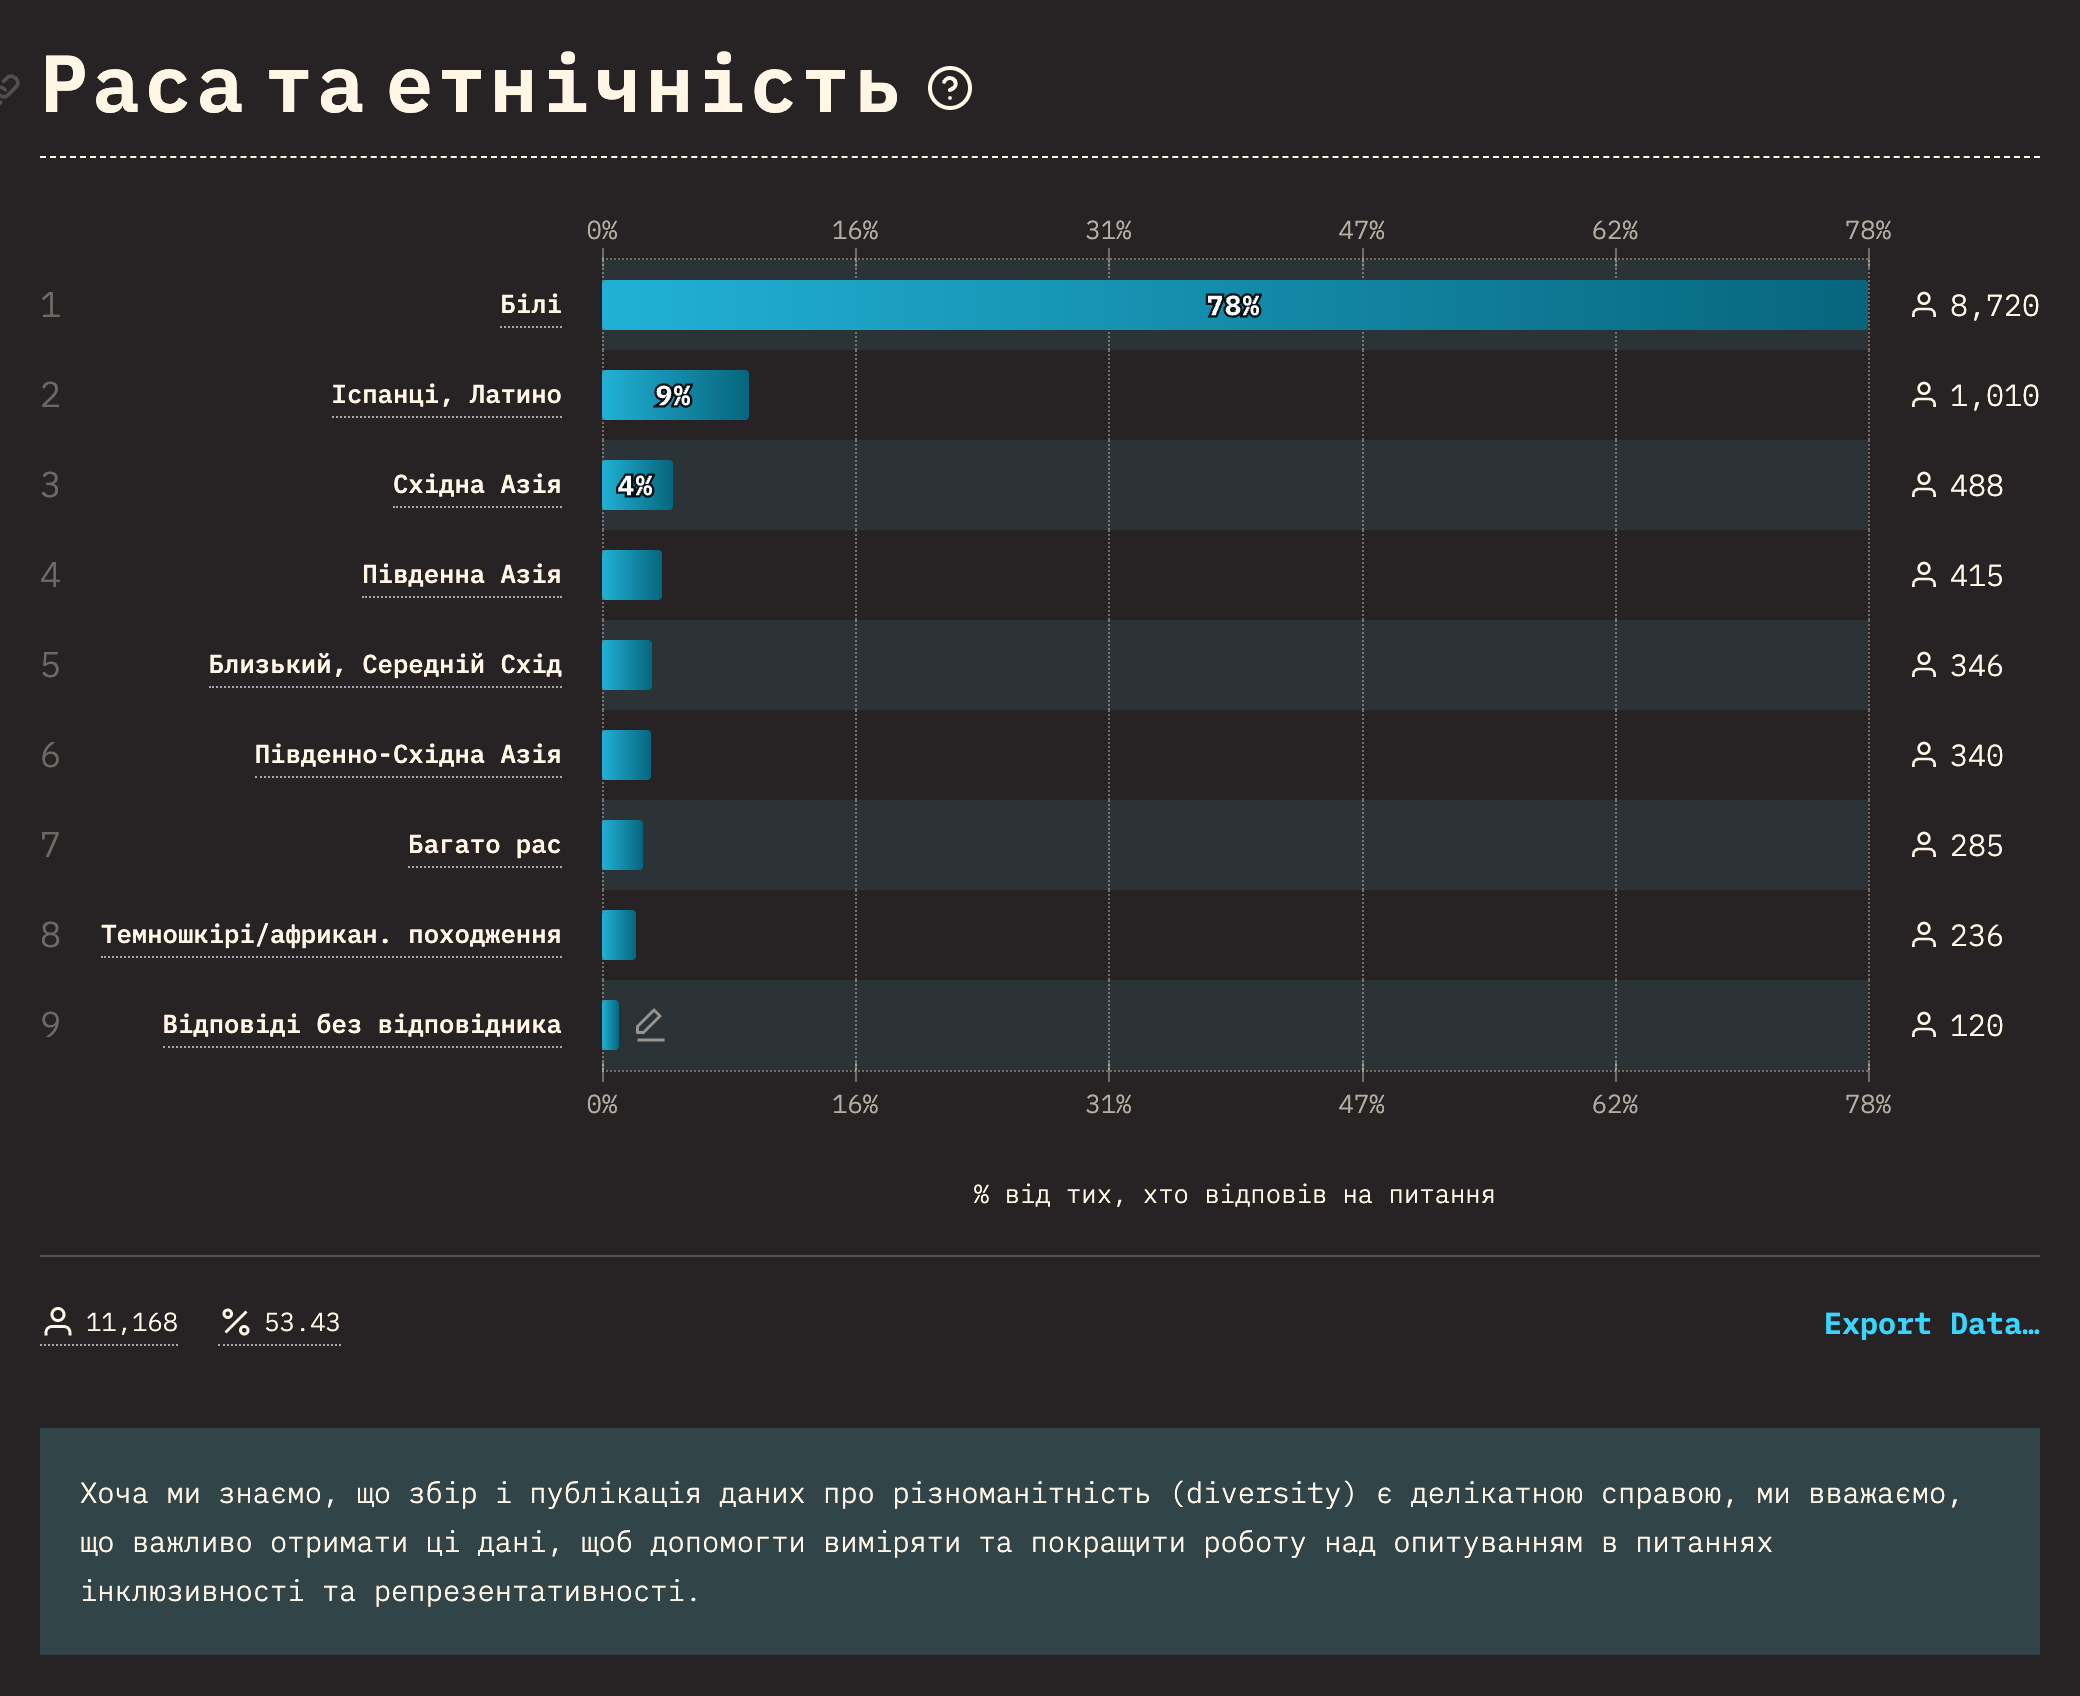 Раса та етнічність
0% 16% 31% 47% 62% 78%
1 Білі 78% 8,720
2 Іспанці, Латино 9% 1,010
3 Східна Азія 4% 488
4 Південна Азія 415
5 Близький, Середній Схід 346
6 Південно-Східна Азія 340
7 Багато рас 285
8 Темношкірі/африкан. походження 236
9 Відповіді без відповідника 120
0% 16% 31% 47% 62% 78%
% від тих, хто відповів на питання
11,168 % 53.43 Export Data…
Хоча ми знаємо, що збір і публікація даних про різноманітність (diversity) є делікатною справою, ми вважаємо,
що важливо отримати ці дані, щоб допомогти виміряти та покращити роботу над опитуванням в питаннях
інклюзивності та репрезентативності.